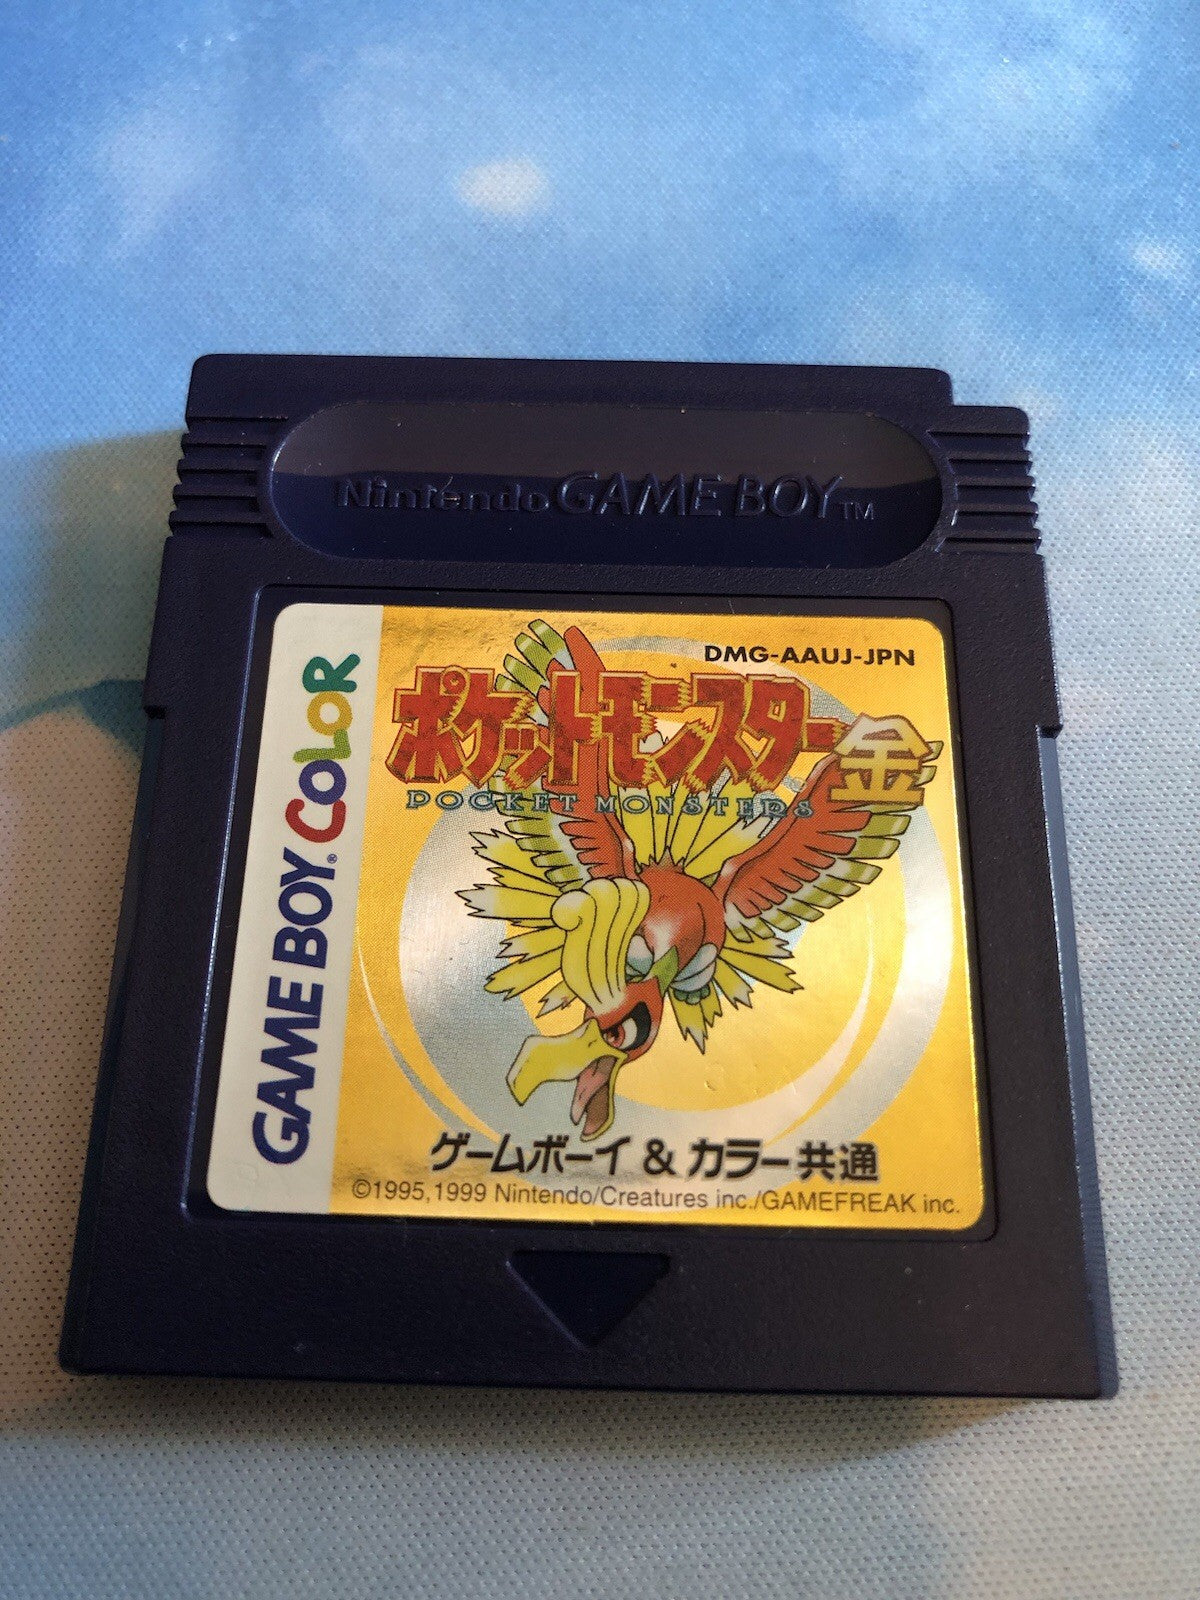 Nintendo GAME BOY TM
DMG-AAUJ-JPN
ポケットモンスター 金
POCKET MONSTERS
GAME BOY® COLOR
ゲームボーイ & カラー共通
©1995,1999 Nintendo/Creatures inc./GAMEFREAK inc.